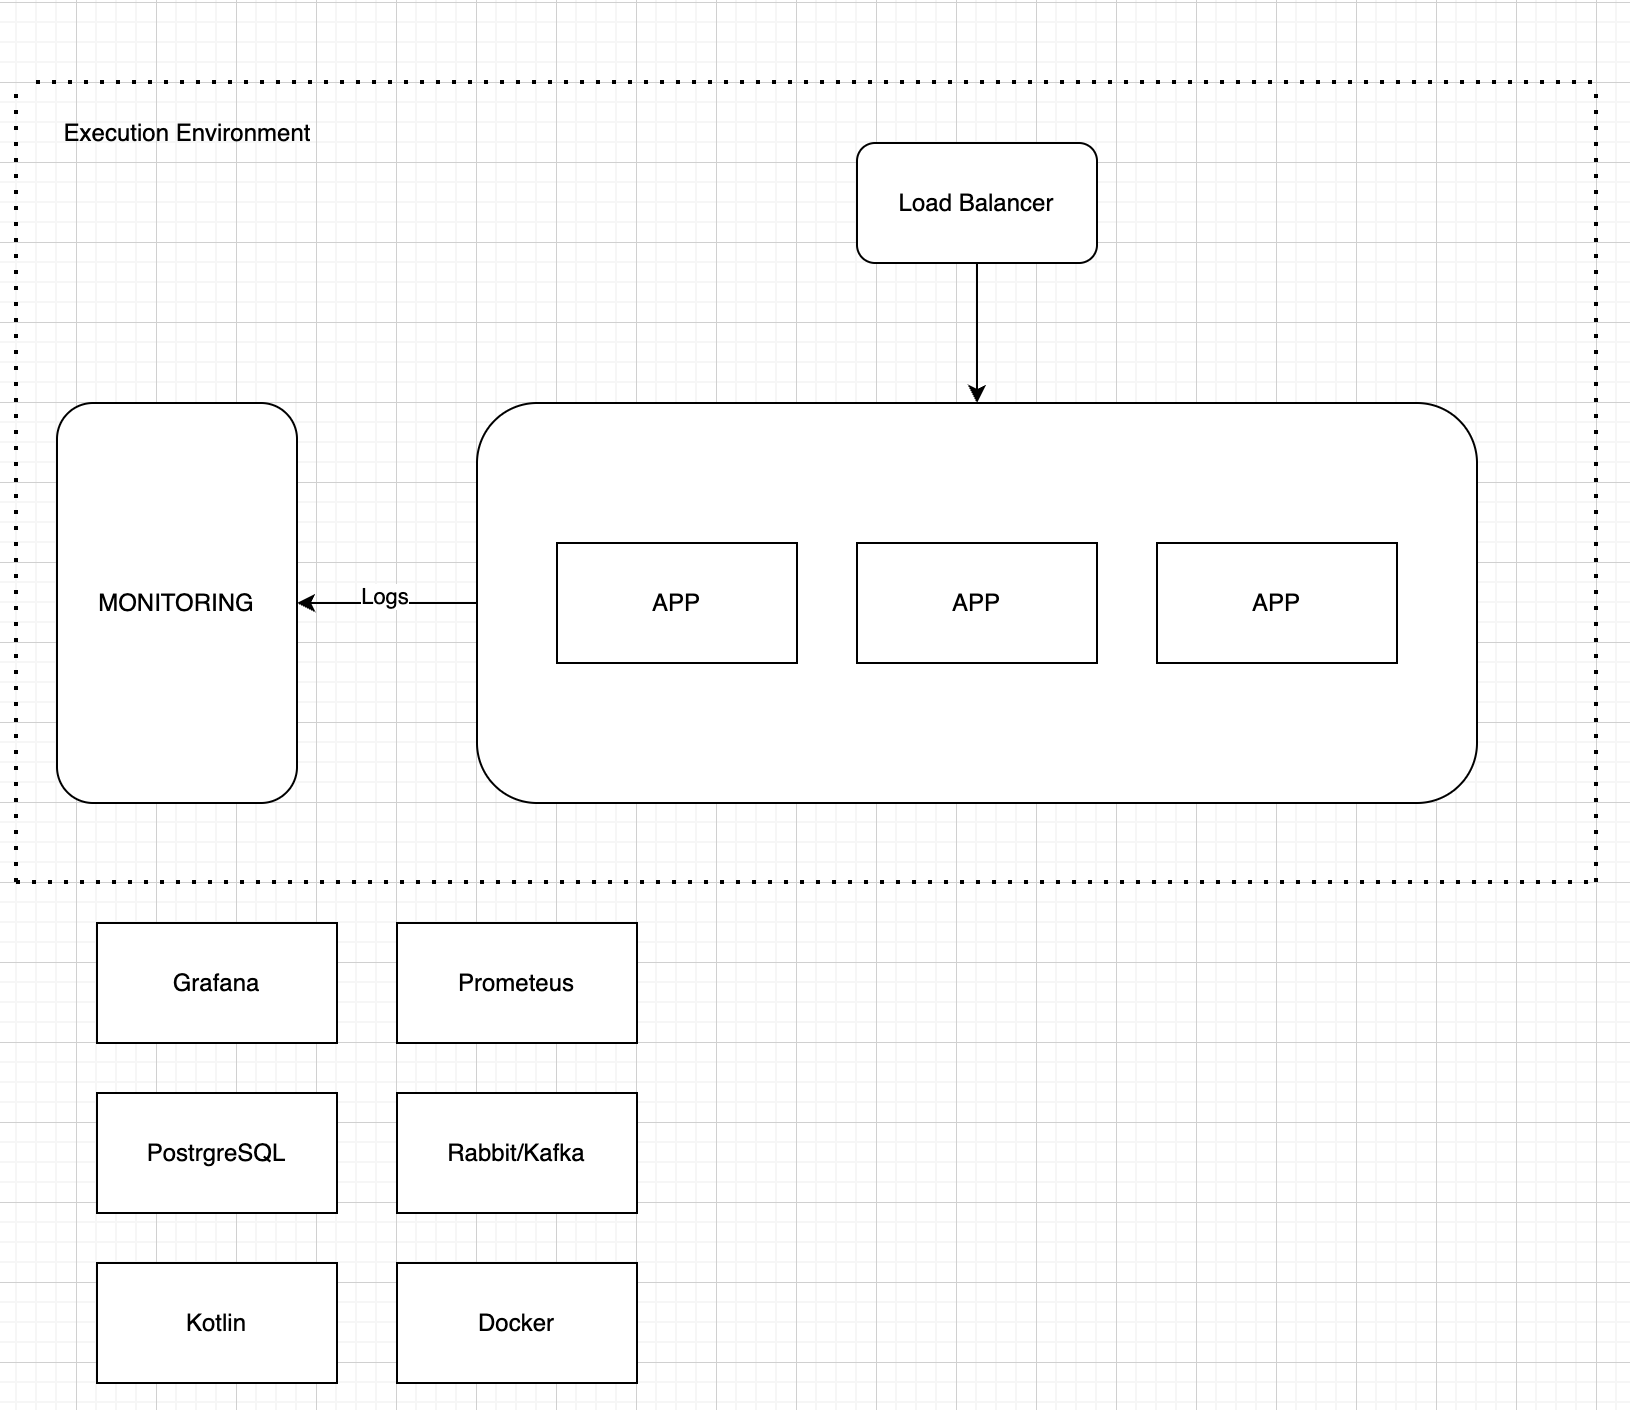 Execution Environment
Load Balancer
MONITORING
Logs
APP
APP
APP
Grafana
Prometeus
PostrgreSQL
Rabbit/Kafka
Kotlin
Docker